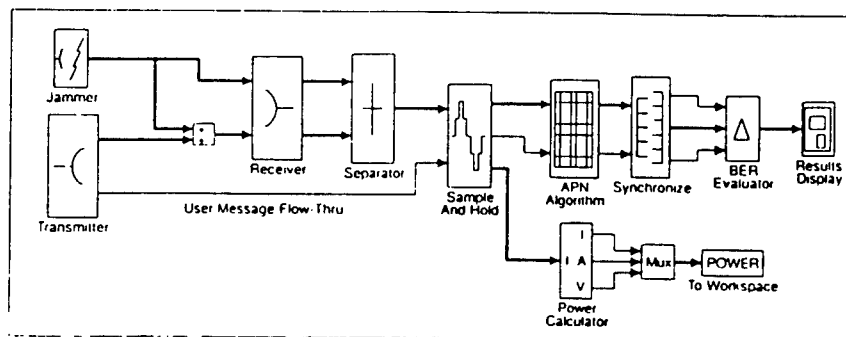 Jammer
Transmitter
+
±
User Message Flow-Thru
Receiver
Separator
Sample
And Hold
APN
Algorithm
Synchronize
Δ
BER
Evaluator
Results
Display
I
I A
V
Power
Calculator
Mux
POWER
To Workspace